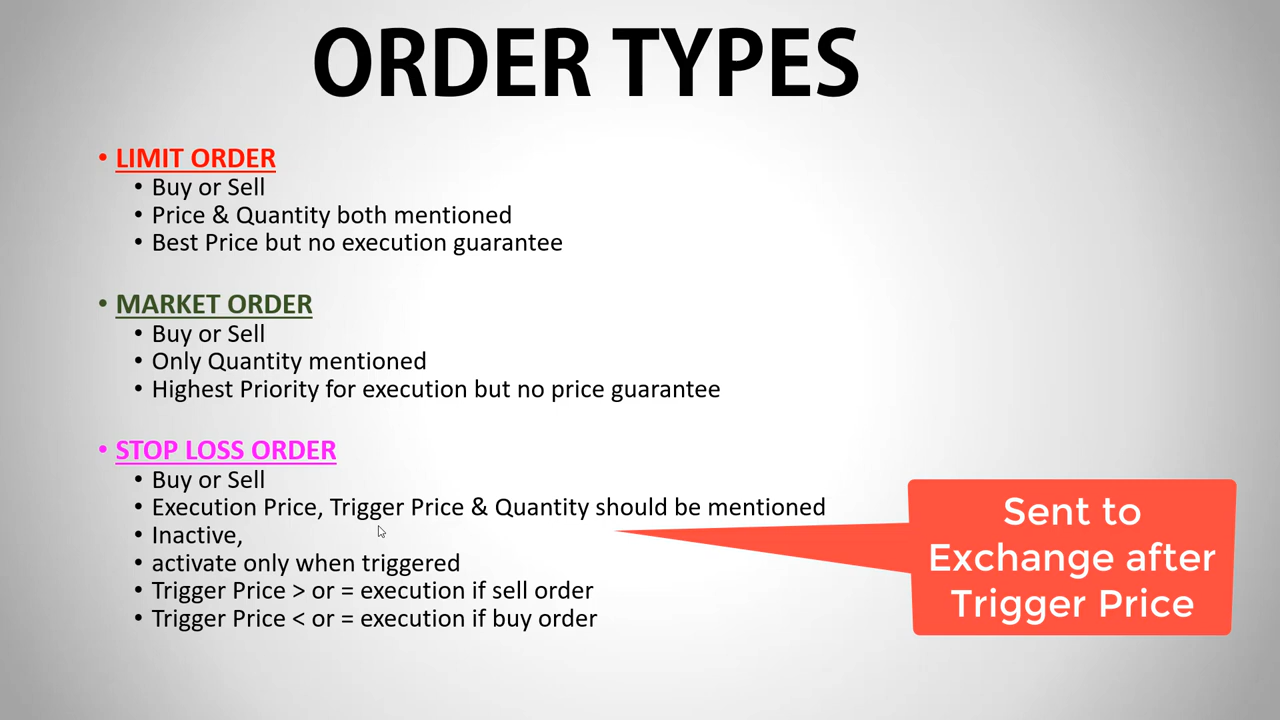 ORDER TYPES
• LIMIT ORDER
• Buy or Sell
• Price & Quantity both mentioned
• Best Price but no execution guarantee
• MARKET ORDER
• Buy or Sell
• Only Quantity mentioned
• Highest Priority for execution but no price guarantee
• STOP LOSS ORDER
• Buy or Sell
• Execution Price, Trigger Price & Quantity should be mentioned
• Inactive,
• activate only when triggered
• Trigger Price > or = execution if sell order
• Trigger Price < or = execution if buy order
Sent to
Exchange after
Trigger Price